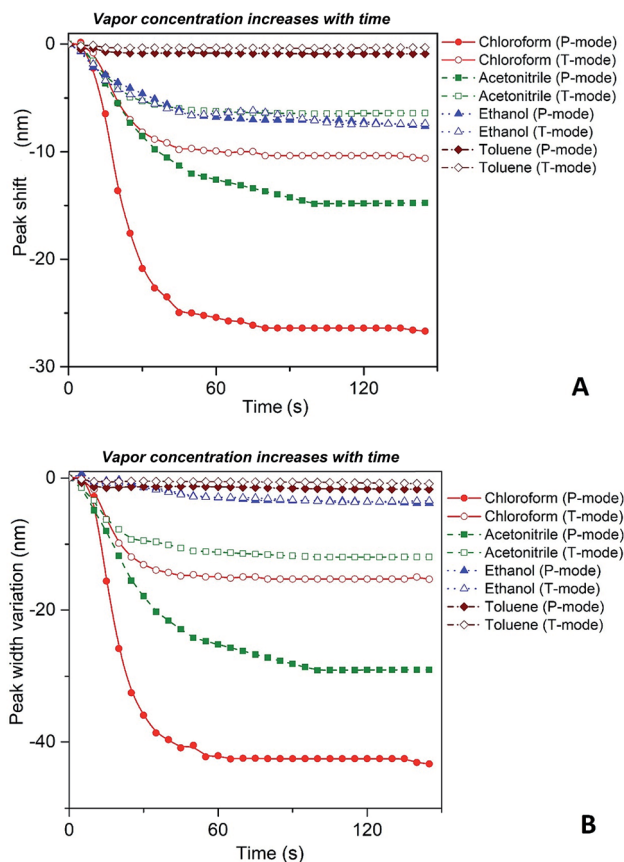 Vapor concentration increases with time
0
-10
-20
-30
Peak shift (nm)
0
60
120
Time (s)
Chloroform (P-mode)
Chloroform (T-mode)
Acetonitrile (P-mode)
Acetonitrile (T-mode)
Ethanol (P-mode)
Ethanol (T-mode)
Toluene (P-mode)
Toluene (T-mode)
A
Vapor concentration increases with time
0
-20
-40
Peak width variation (nm)
0
60
120
Time (s)
Chloroform (P-mode)
Chloroform (T-mode)
Acetonitrile (P-mode)
Acetonitrile (T-mode)
Ethanol (P-mode)
Ethanol (T-mode)
Toluene (P-mode)
Toluene (T-mode)
B